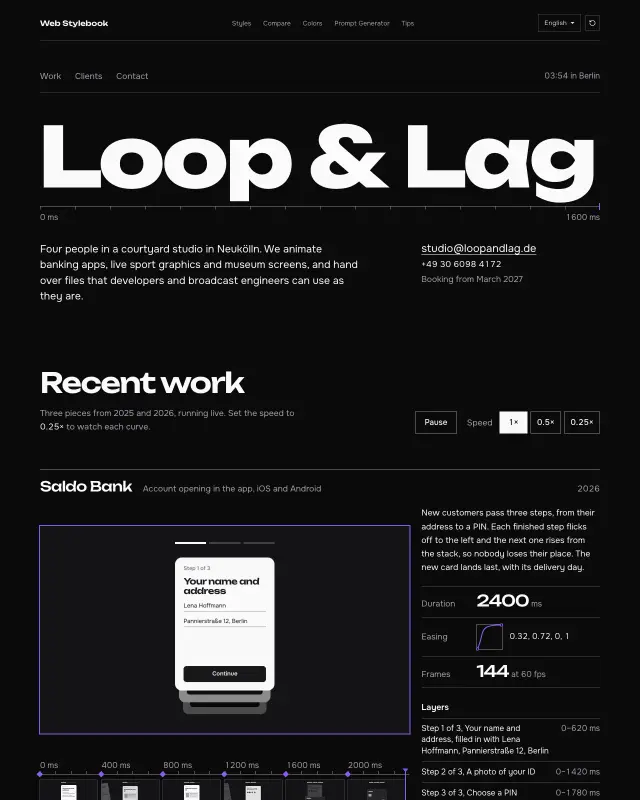 Web Stylebook
Styles Compare Colors Prompt Generator Tips
English
Work Clients Contact
03:54 in Berlin
Loop & Lag
0 ms
1600 ms
Four people in a courtyard studio in Neukölln. We animate
banking apps, live sport graphics and museum screens, and hand
over files that developers and broadcast engineers can use as
they are.
studio@loopandlag.de
+49 30 6098 4172
Booking from March 2027
Recent work
Three pieces from 2025 and 2026, running live. Set the speed to
0.25× to watch each curve.
Pause Speed 1× 0.5× 0.25×
Saldo Bank Account opening in the app, iOS and Android 2026
Step 1 of 3
Your name and
address
Lena Hoffmann
Pannierstraße 12, Berlin
Continue
0 ms 400 ms 800 ms 1200 ms 1600 ms 2000 ms
New customers pass three steps, from their
address to a PIN. Each finished step flicks
off to the left and the next one rises from
the stack, so nobody loses their place. The
new card lands last, with its delivery day.
Duration 2400 ms
Easing 0.32, 0.72, 0, 1
Frames 144 at 60 fps
Layers
Step 1 of 3, Your name and 0–620 ms
address, filled in with Lena
Hoffmann, Pannierstraße 12, Berlin
Step 2 of 3, A photo of your ID 0–1420 ms
Step 3 of 3, Choose a PIN 0–1780 ms